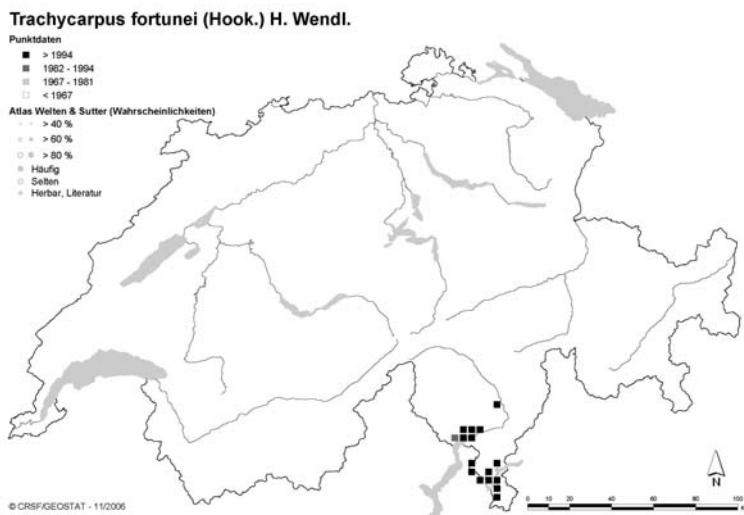 Trachycarpus fortunei (Hook.) H. Wendl.
Punktdaten
> 1994
1982 - 1994
1967 - 1981
< 1967
Atlas Welten & Sutter (Wahrscheinlichkeiten)
> 40 %
> 60 %
> 80 %
Häufig
Selten
Herbar, Literatur
N
© CRSF/GEOSTAT - 11/2006
0 20 40 60 80 100